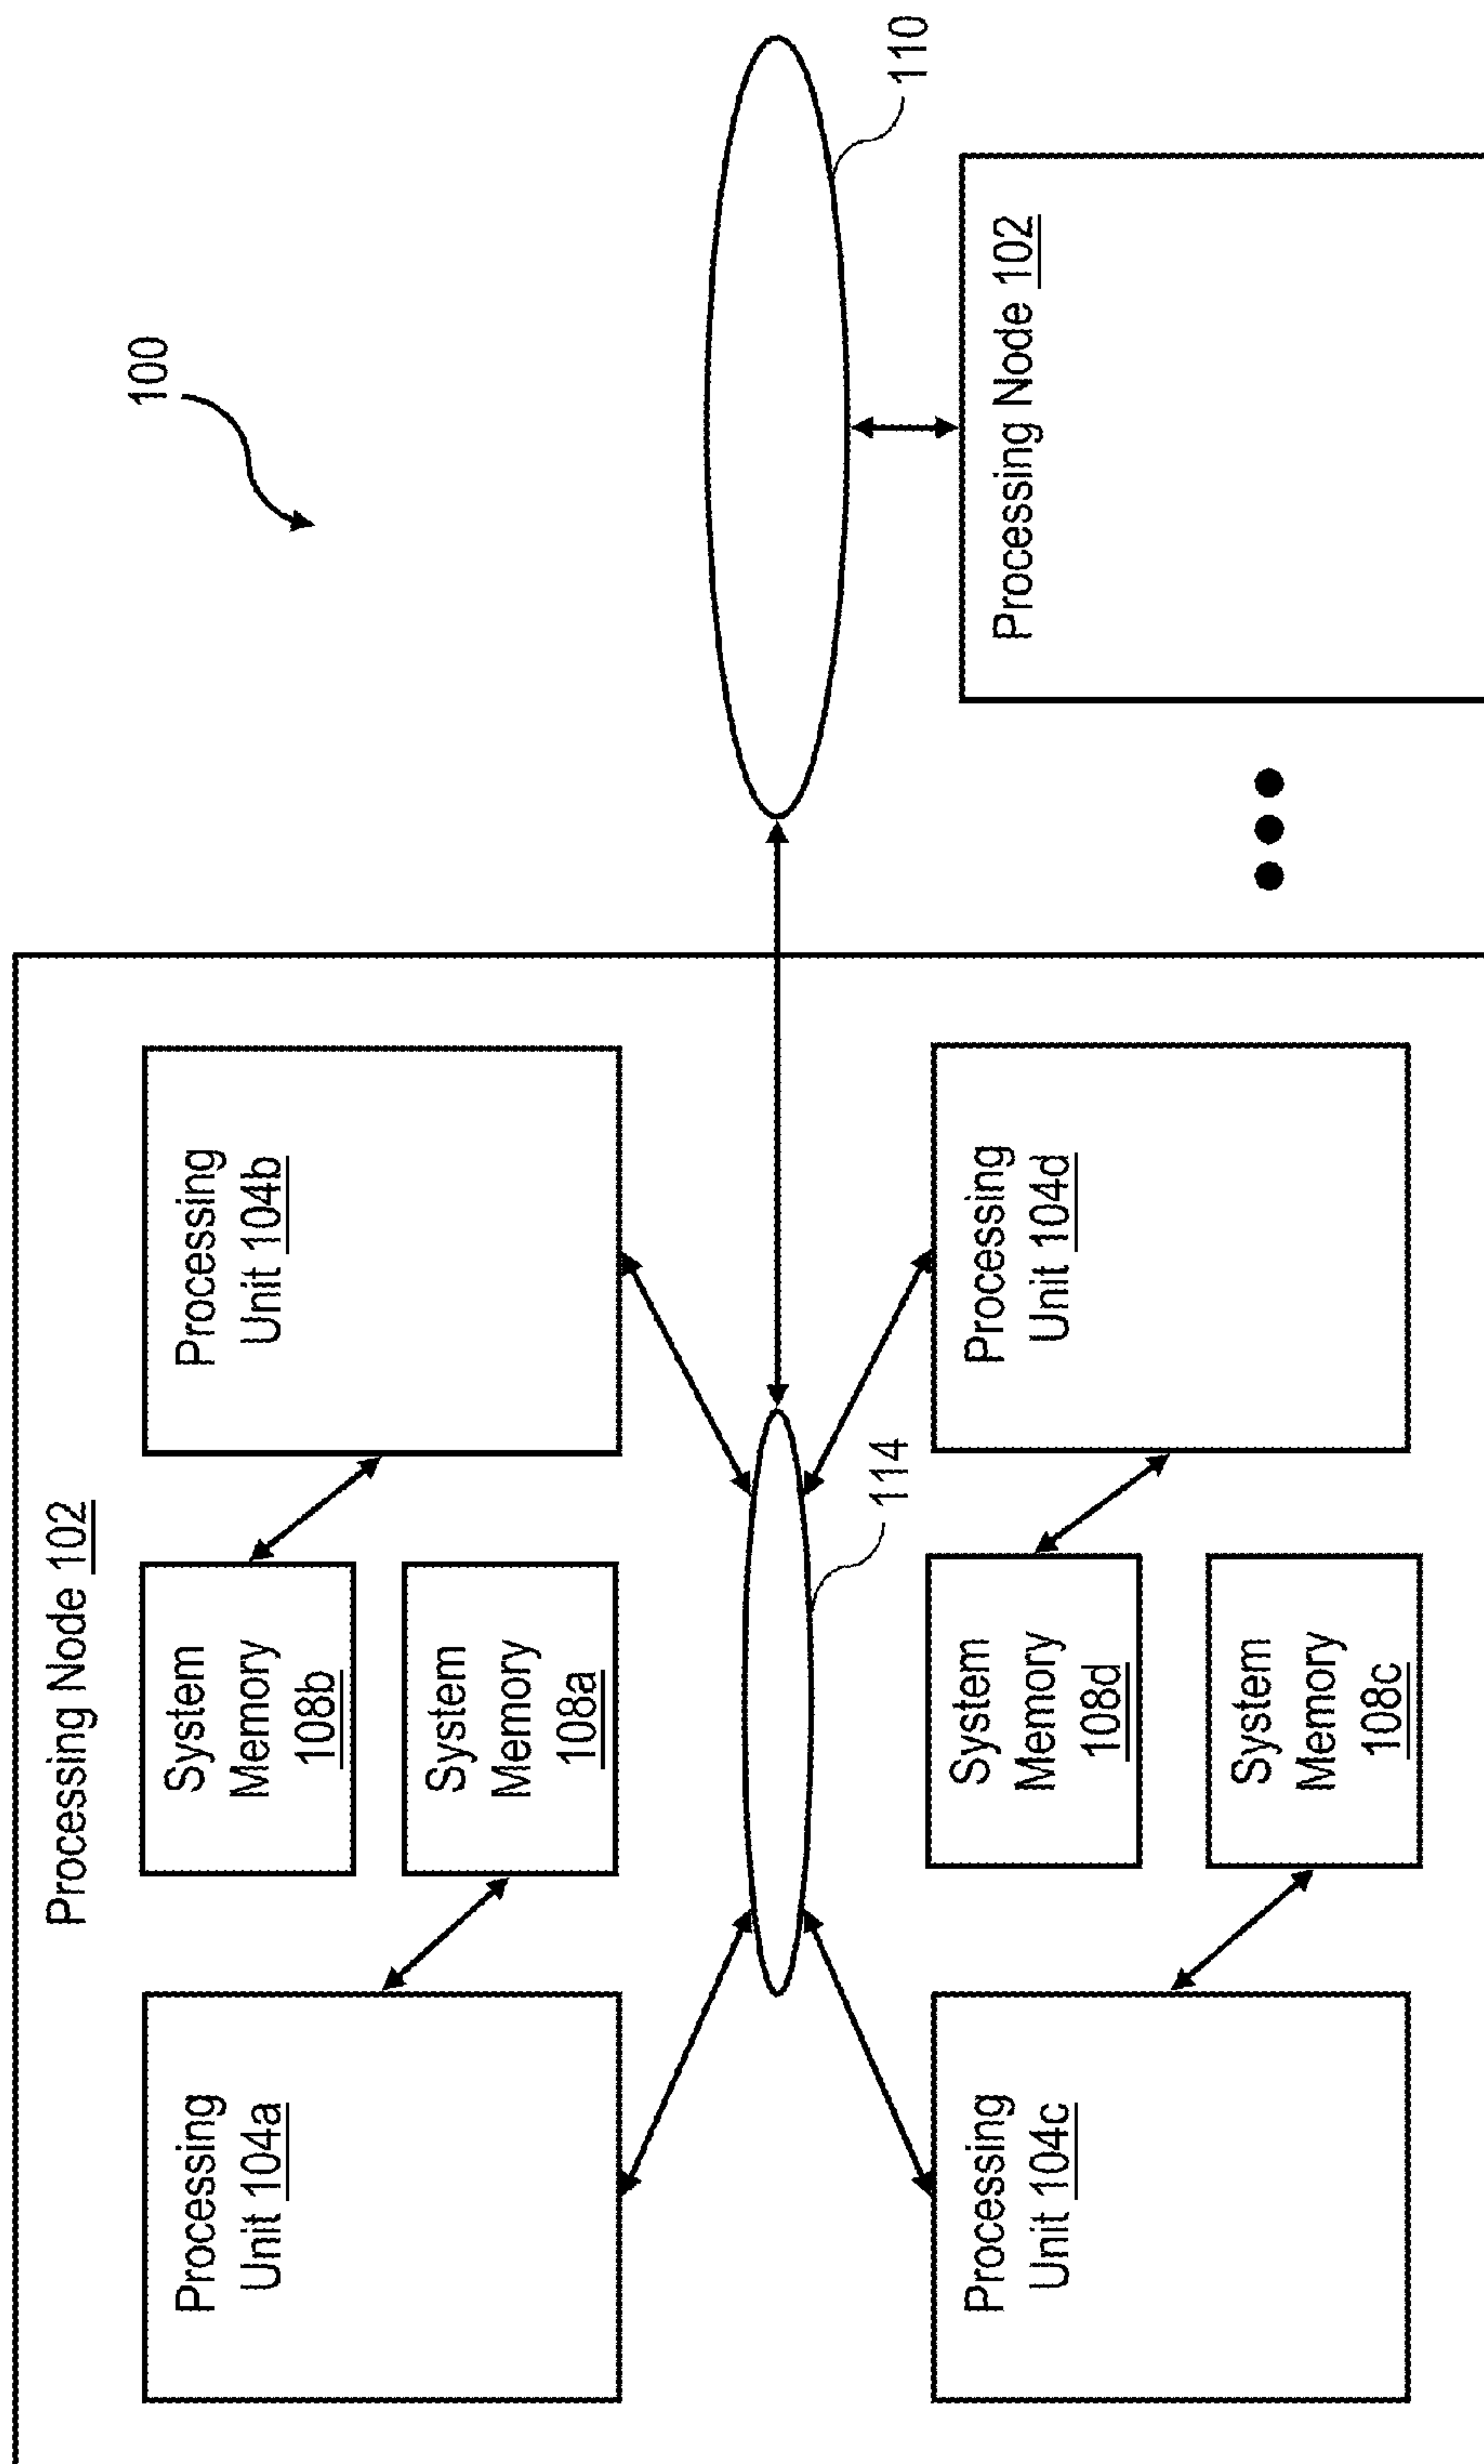 100
Processing Node 102
Processing
Unit 104a
System
Memory
108b
System
Memory
108a
Processing
Unit 104b
114
110
Processing
Unit 104c
System
Memory
108d
System
Memory
108c
Processing
Unit 104d
Processing Node 102